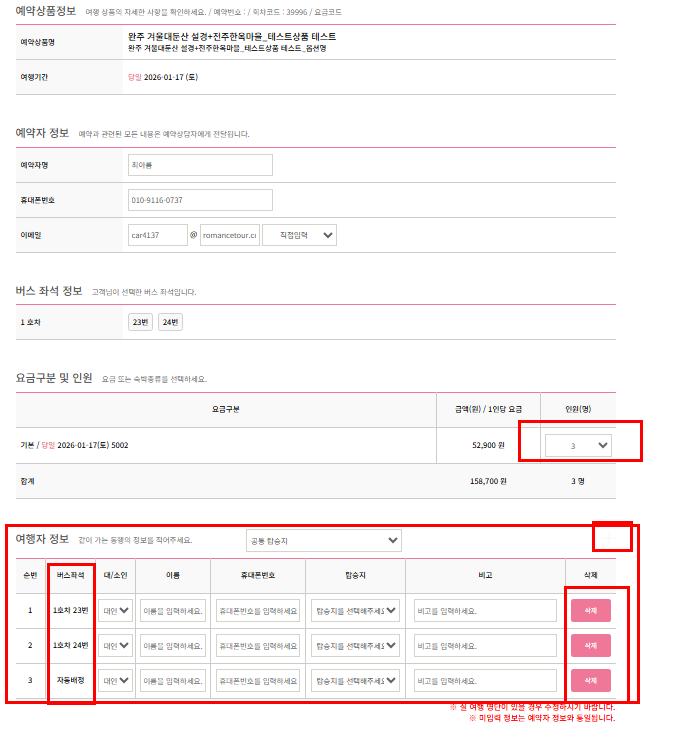 예약상품정보 여행 상품의 자세한 사항을 확인하세요. / 예약번호 : / 회차코드 : 39996 / 요금코드
예약상품명 완주 겨울대둔산 설경+전주한옥마을_테스트상품 테스트
완주 겨울대둔산 설경+전주한옥마을_테스트상품 테스트_옵션명
여행기간 당일 2026-01-17 (토)
예약자 정보 예약과 관련된 모든 내용은 예약상담자에게 전달됩니다.
예약자명 최아름
휴대폰번호 010-9116-0737
이메일 car4137 @ romancetour.c 직접입력
버스 좌석 정보 고객님이 선택한 버스 좌석입니다.
1 호차 23번 24번
요금구분 및 인원 요금 또는 숙박종류를 선택하세요.
요금구분 금액(원) / 1인당 요금 인원(명)
기본 / 당일 2026-01-17(토) 5002 52,900 원 3
합계 158,700 원 3 명
여행자 정보 같이 가는 동행의 정보를 적어주세요. 공통 탑승지
순번 버스좌석 대/소인 이름 휴대폰번호 탑승지 비고 삭제
1 1호차 23번 대인 이름을 입력하세요. 휴대폰번호를 입력하세요 탑승지를 선택해주세요 비고를 입력하세요. 삭제
2 1호차 24번 대인 이름을 입력하세요. 휴대폰번호를 입력하세요 탑승지를 선택해주세요 비고를 입력하세요. 삭제
3 자동배정 대인 이름을 입력하세요. 휴대폰번호를 입력하세요 탑승지를 선택해주세요 비고를 입력하세요. 삭제
※ 실 여행 명단이 있을 경우 수정하시기 바랍니다.
※ 미입력 정보는 예약자 정보와 통일됩니다.